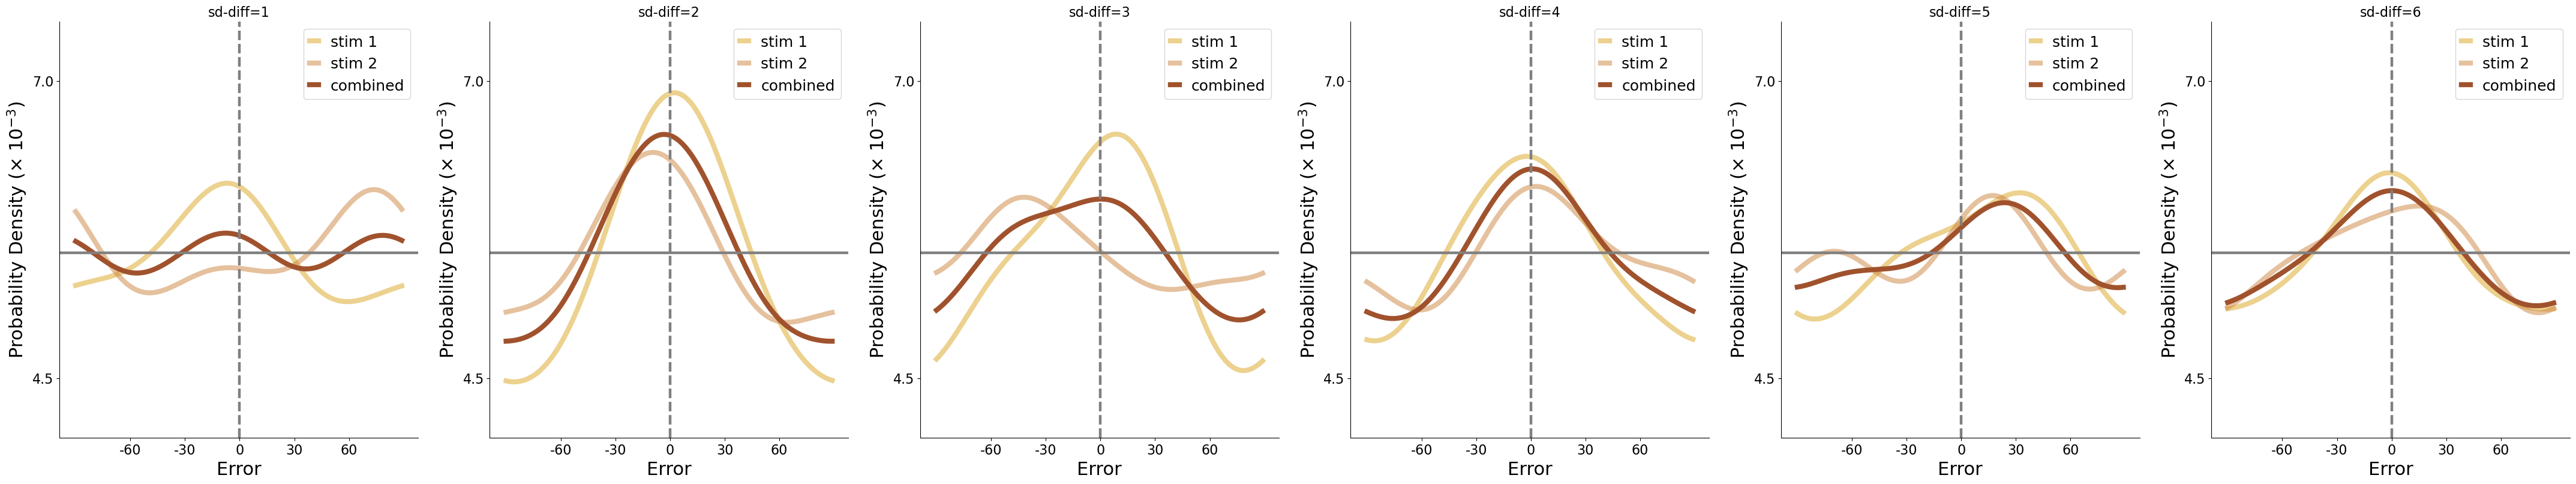 sd-diff=1
7.0
4.5
Probability Density (× 10⁻³)
stim 1
stim 2
combined
-60 -30 0 30 60
Error
sd-diff=2
7.0
4.5
Probability Density (× 10⁻³)
stim 1
stim 2
combined
-60 -30 0 30 60
Error
sd-diff=3
7.0
4.5
Probability Density (× 10⁻³)
stim 1
stim 2
combined
-60 -30 0 30 60
Error
sd-diff=4
7.0
4.5
Probability Density (× 10⁻³)
stim 1
stim 2
combined
-60 -30 0 30 60
Error
sd-diff=5
7.0
4.5
Probability Density (× 10⁻³)
stim 1
stim 2
combined
-60 -30 0 30 60
Error
sd-diff=6
7.0
4.5
Probability Density (× 10⁻³)
stim 1
stim 2
combined
-60 -30 0 30 60
Error